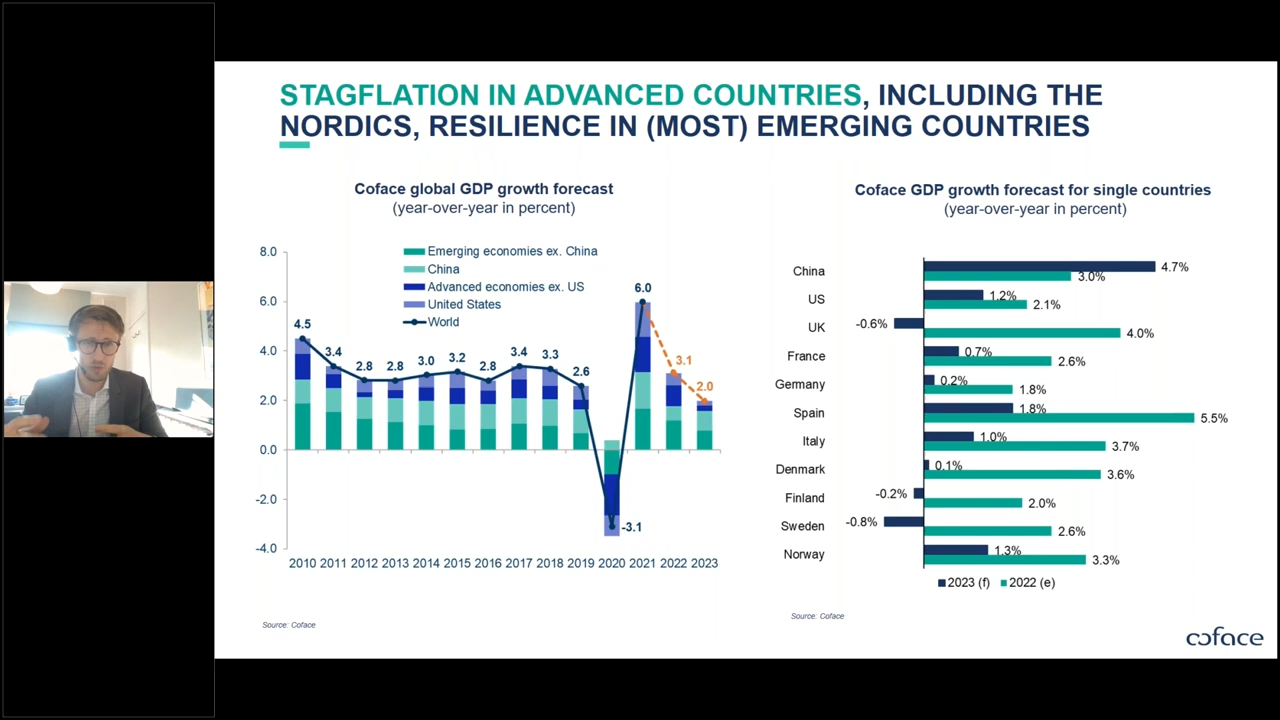 STAGFLATION IN ADVANCED COUNTRIES, INCLUDING THE
NORDICS, RESILIENCE IN (MOST) EMERGING COUNTRIES
Coface global GDP growth forecast
(year-over-year in percent)
8.0
6.0
4.0
2.0
0.0
-2.0
-4.0
Emerging economies ex. China
China
Advanced economies ex. US
United States
World
4.5
3.4
2.8
2.8
3.0
3.2
2.8
3.4
3.3
2.6
-3.1
6.0
3.1
2.0
2010 2011 2012 2013 2014 2015 2016 2017 2018 2019 2020 2021 2022 2023
Source: Coface
Coface GDP growth forecast for single countries
(year-over-year in percent)
China 4.7%
3.0%
US 1.2%
2.1%
UK -0.6%
4.0%
France 0.7%
2.6%
Germany 0.2%
1.8%
Spain 1.8%
5.5%
Italy 1.0%
3.7%
Denmark 0.1%
3.6%
Finland -0.2%
2.0%
Sweden -0.8%
2.6%
Norway 1.3%
3.3%
2023 (f) 2022 (e)
Source: Coface
coface